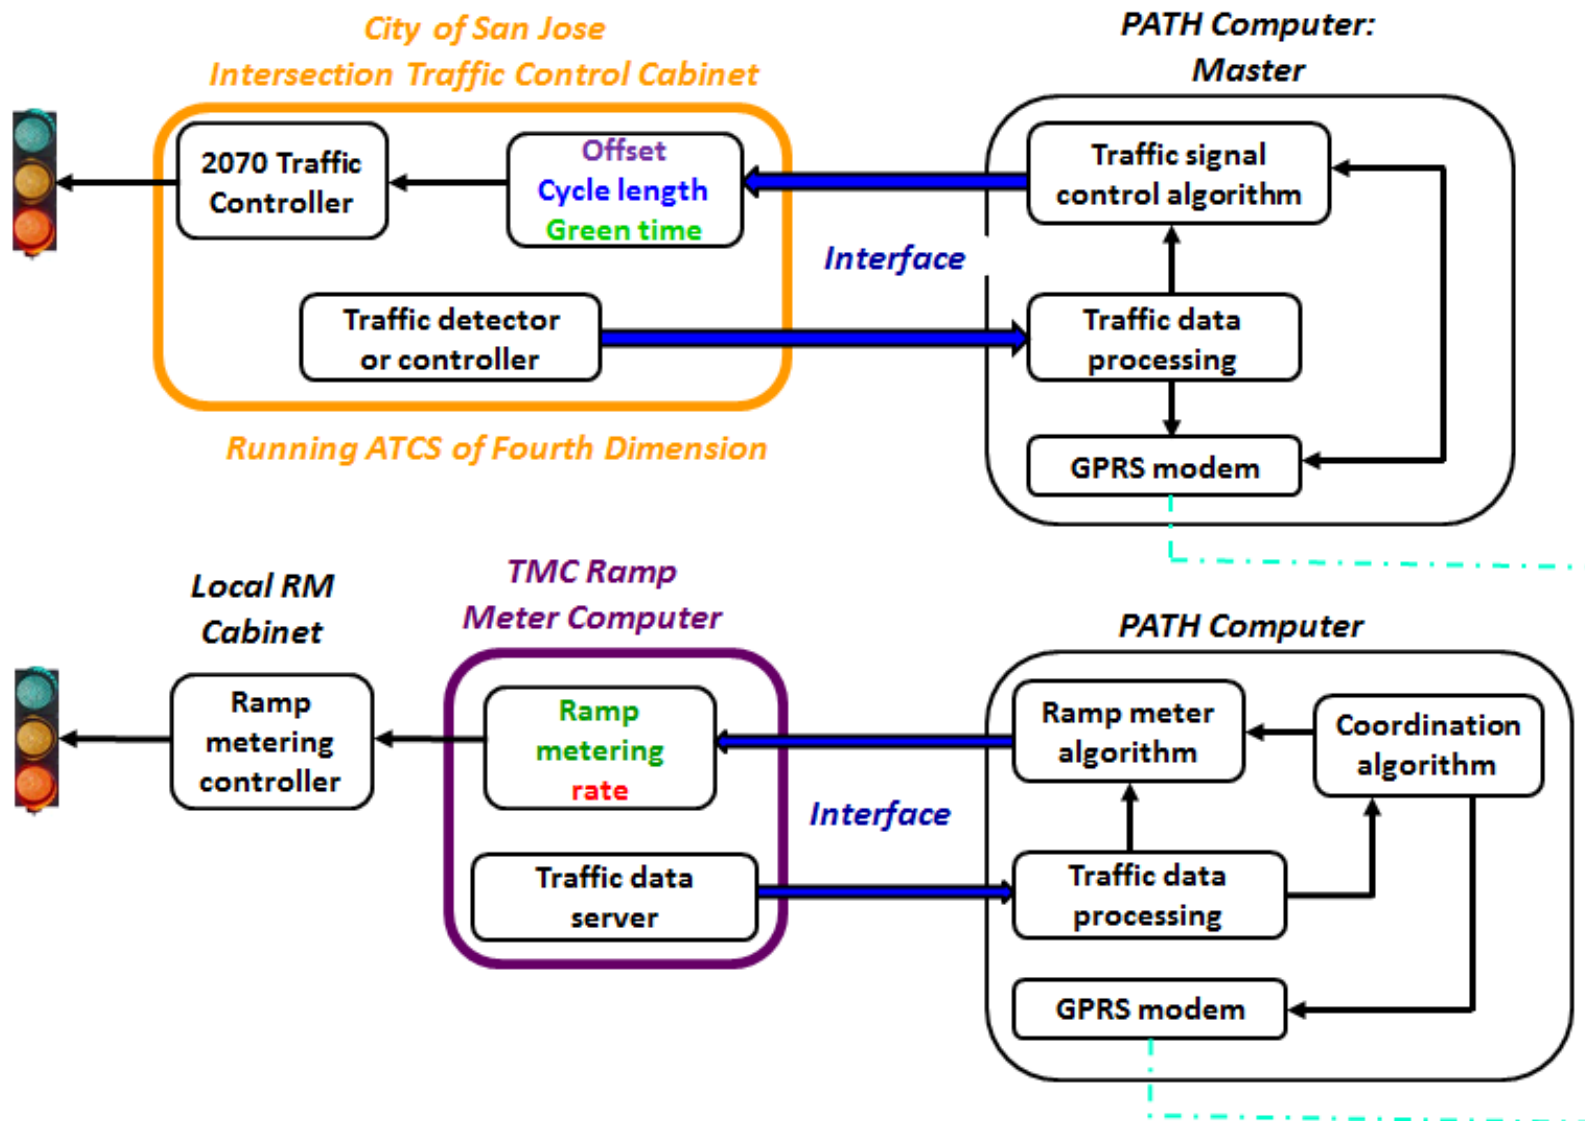 City of San Jose
Intersection Traffic Control Cabinet
PATH Computer:
Master
2070 Traffic
Controller
Offset
Cycle length
Green time
Traffic signal
control algorithm
Interface
Traffic detector
or controller
Traffic data
processing
Running ATCS of Fourth Dimension
GPRS modem
Local RM
Cabinet
TMC Ramp
Meter Computer
PATH Computer
Ramp
metering
controller
Ramp
metering
rate
Ramp meter
algorithm
Coordination
algorithm
Interface
Traffic data
server
Traffic data
processing
GPRS modem